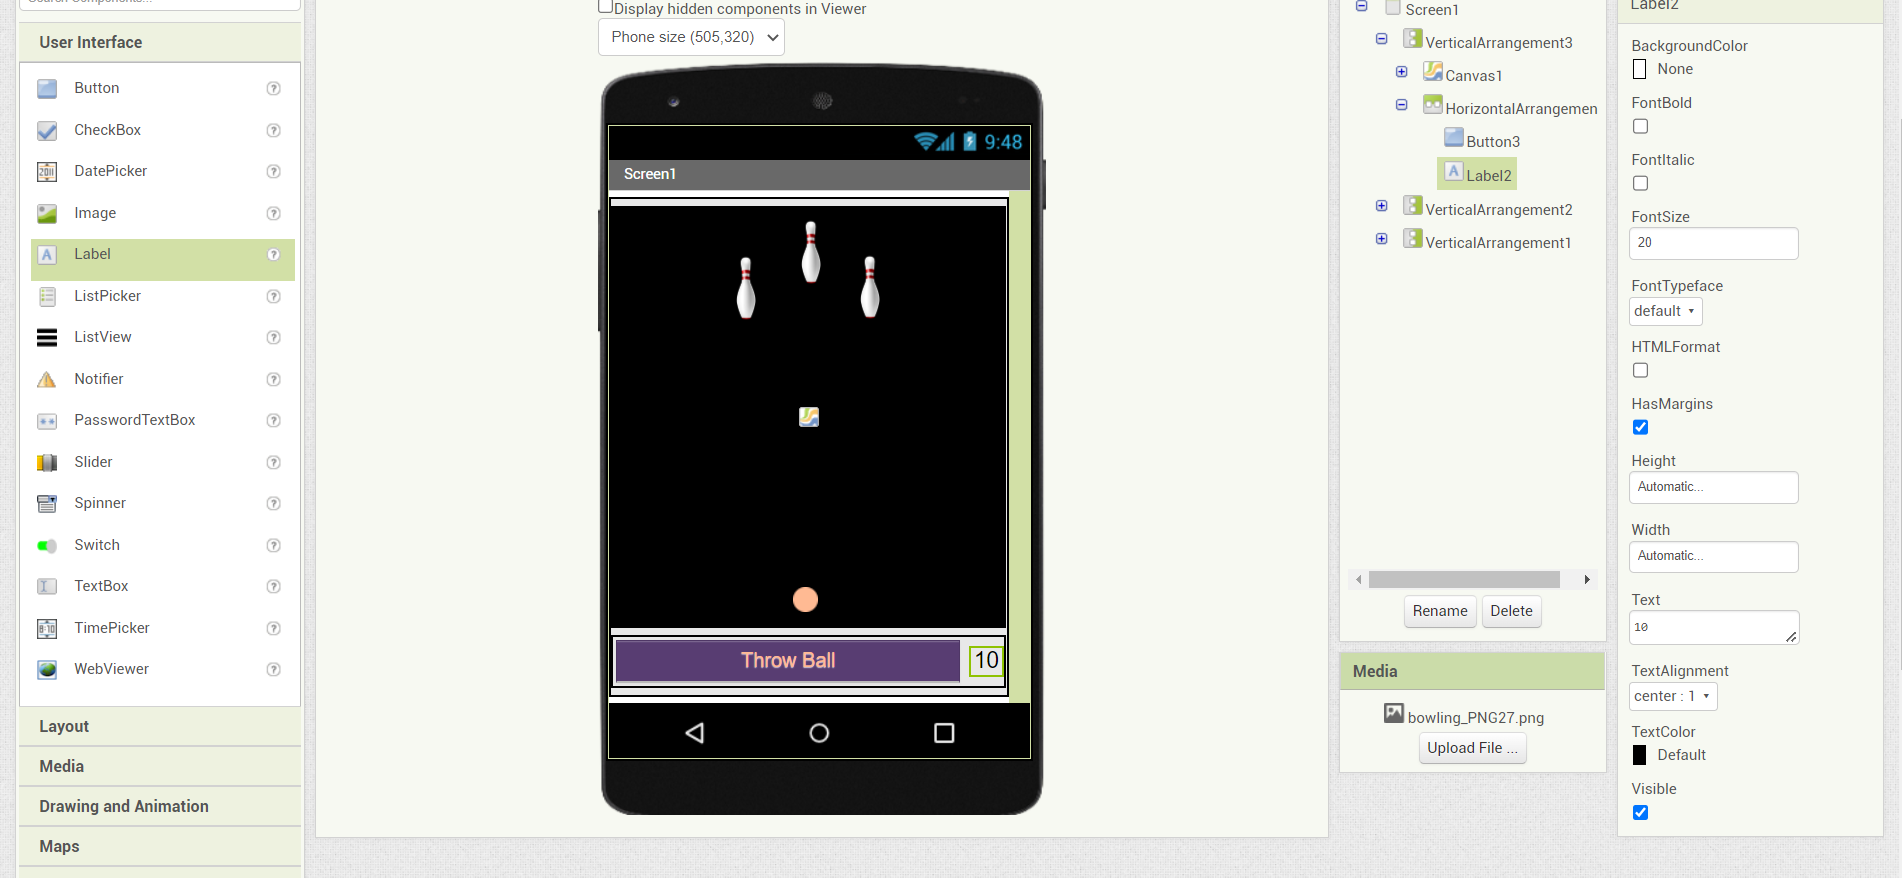 Search Components...
User Interface
Button
CheckBox
DatePicker
Image
Label
ListPicker
ListView
Notifier
PasswordTextBox
Slider
Spinner
Switch
TextBox
TimePicker
WebViewer
Layout
Media
Drawing and Animation
Maps
Display hidden components in Viewer
Phone size (505,320)
9:48
Screen1
Throw Ball
10
Screen1
VerticalArrangement3
Canvas1
HorizontalArrangemen
Button3
Label2
VerticalArrangement2
VerticalArrangement1
Rename
Delete
Media
bowling_PNG27.png
Upload File ...
Label2
BackgroundColor
None
FontBold
FontItalic
FontSize
20
FontTypeface
default
HTMLFormat
HasMargins
Height
Automatic...
Width
Automatic...
Text
10
TextAlignment
center : 1
TextColor
Default
Visible